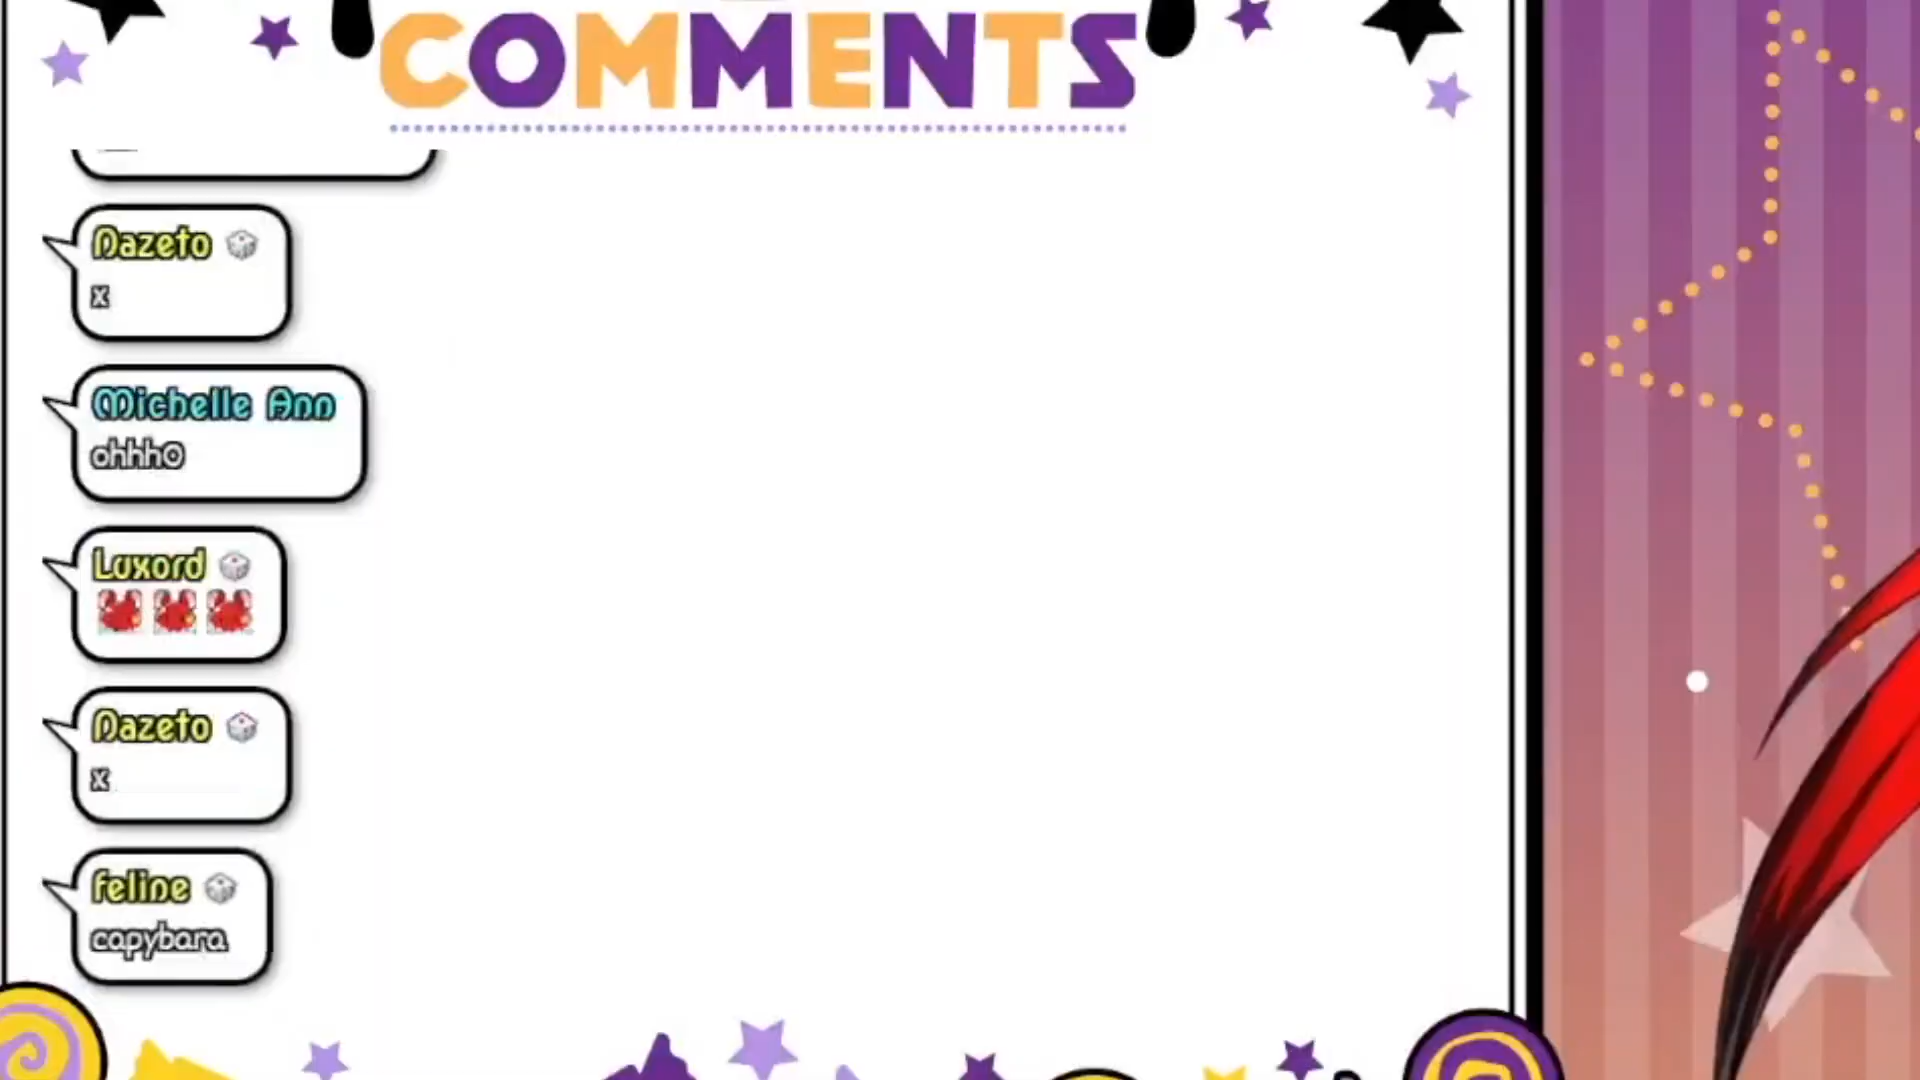 COMMENTS
Dazeto
x
Michelle Ann
ohhhO
Luxord
Dazeto
x
feline
capybara